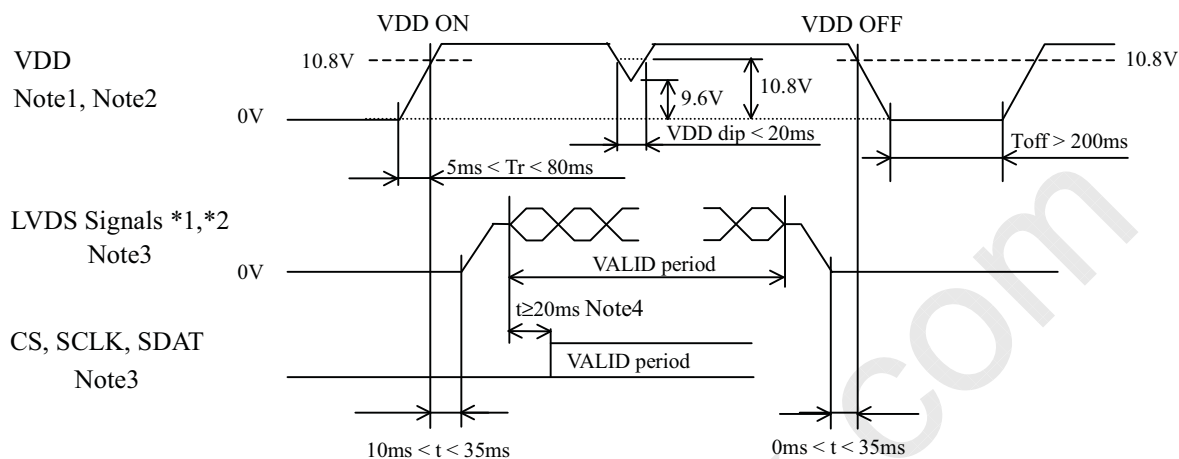 VDD ON
VDD OFF
VDD
Note1, Note2
10.8V
10.8V
0V
9.6V
10.8V
VDD dip < 20ms
Toff > 200ms
5ms < Tr < 80ms
LVDS Signals *1,*2
Note3
0V
VALID period
t≥20ms Note4
CS, SCLK, SDAT
Note3
VALID period
10ms < t < 35ms
0ms < t < 35ms
com